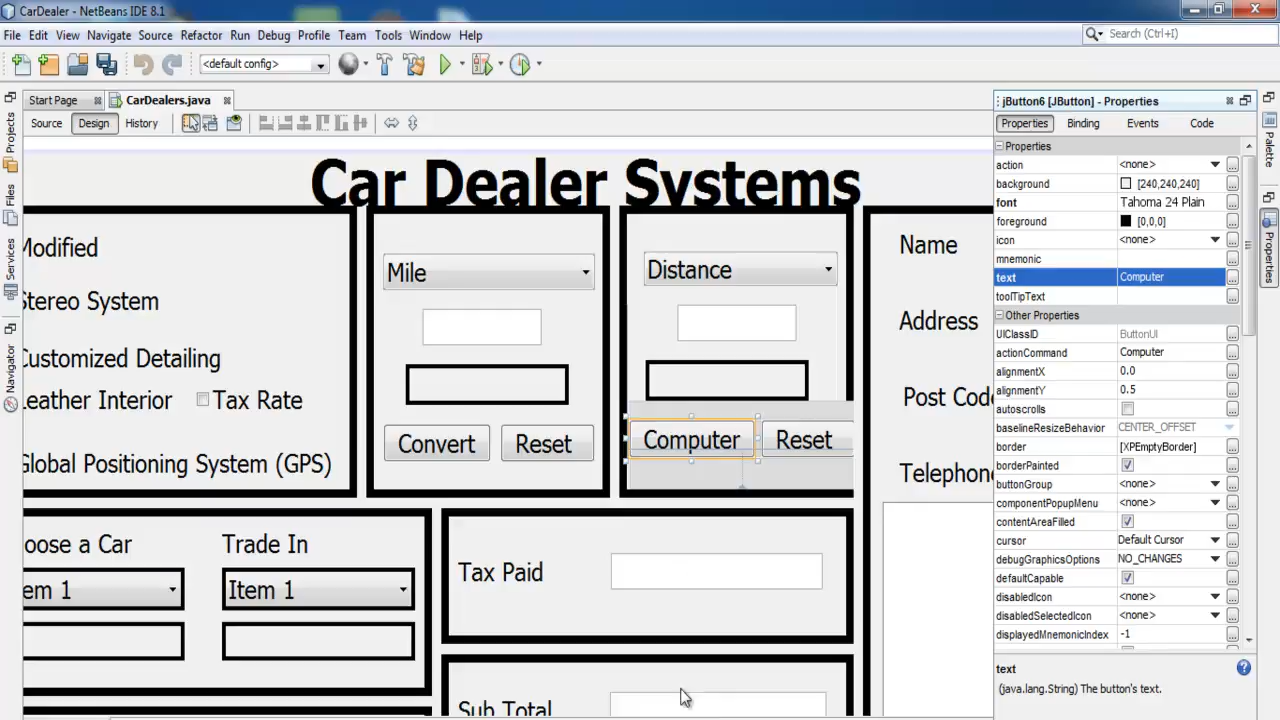 CarDealer - NetBeans IDE 8.1
File Edit View Navigate Source Refactor Run Debug Profile Team Tools Window Help
Search (Ctrl+I)
<default config>
Start Page
CarDealers.java
Source Design History
Projects
Files
Services
Navigator
Car Dealer Systems
Modified
Stereo System
Customized Detailing
Leather Interior
Tax Rate
Global Positioning System (GPS)
Mile
Convert
Reset
Distance
Computer
Reset
Name
Address
Post Code
Telephone
oose a Car
em 1
Trade In
Item 1
Tax Paid
Sub Total
jButton6 [JButton] - Properties
Properties Binding Events Code
Properties
action <none> ...
background [240,240,240] ...
font Tahoma 24 Plain ...
foreground [0,0,0] ...
icon <none> ...
mnemonic ...
text Computer ...
toolTipText ...
Other Properties
UIClassID ButtonUI ...
actionCommand Computer ...
alignmentX 0.0 ...
alignmentY 0.5 ...
autoscrolls ...
baselineResizeBehavior CENTER_OFFSET ...
border [XPEmptyBorder] ...
borderPainted ...
buttonGroup <none> ...
componentPopupMenu <none> ...
contentAreaFilled ...
cursor Default Cursor ...
debugGraphicsOptions NO_CHANGES ...
defaultCapable ...
disabledIcon <none> ...
disabledSelectedIcon <none> ...
displayedMnemonicIndex -1 ...
text
(java.lang.String) The button's text.
Palette
Properties